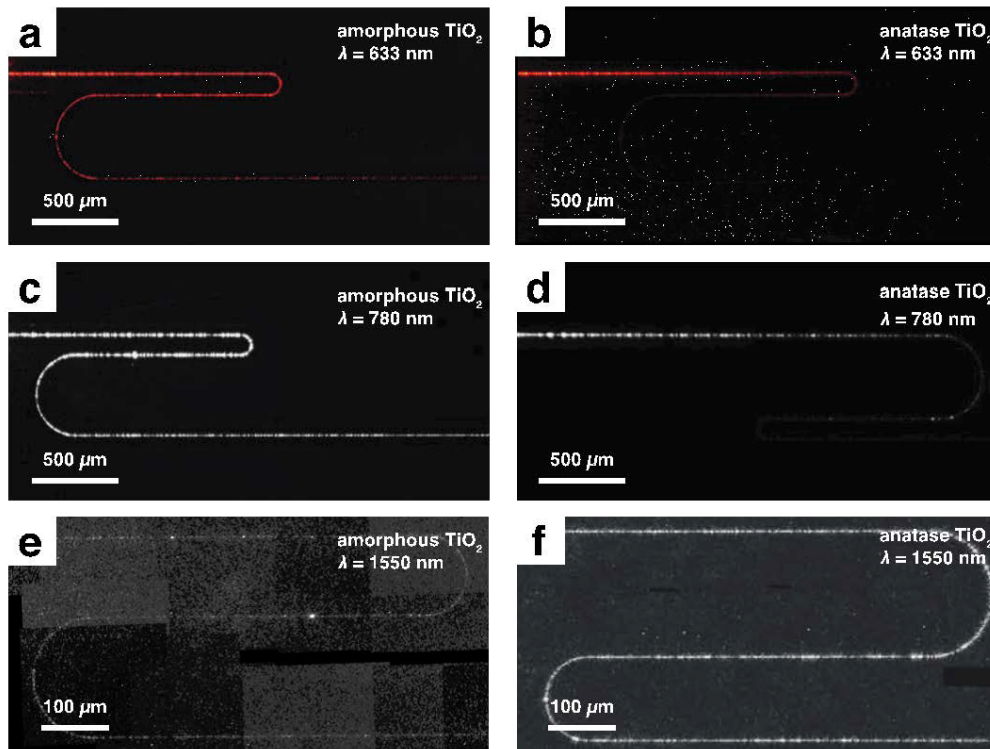 a
amorphous TiO₂
λ = 633 nm
500 μm
b
anatase TiO₂
λ = 633 nm
500 μm
c
amorphous TiO₂
λ = 780 nm
500 μm
d
anatase TiO₂
λ = 780 nm
500 μm
e
amorphous TiO₂
λ = 1550 nm
100 μm
f
anatase TiO₂
λ = 1550 nm
100 μm